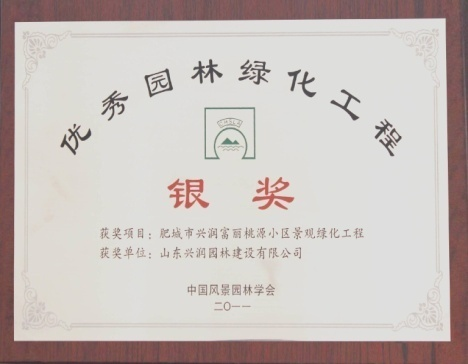 优秀园林绿化工程
银奖
获奖项目：肥城市兴润富丽桃源小区景观绿化工程
获奖单位：山东兴润园林建设有限公司
中国风景园林学会
二〇一一